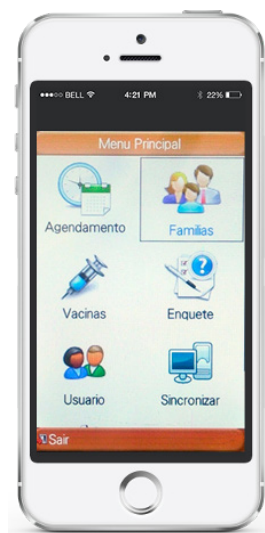 BELL 4:21 PM 22%
Menu Principal
Agendamento Familias
Vacinas Enquete
Usuario Sincronizar
Sair